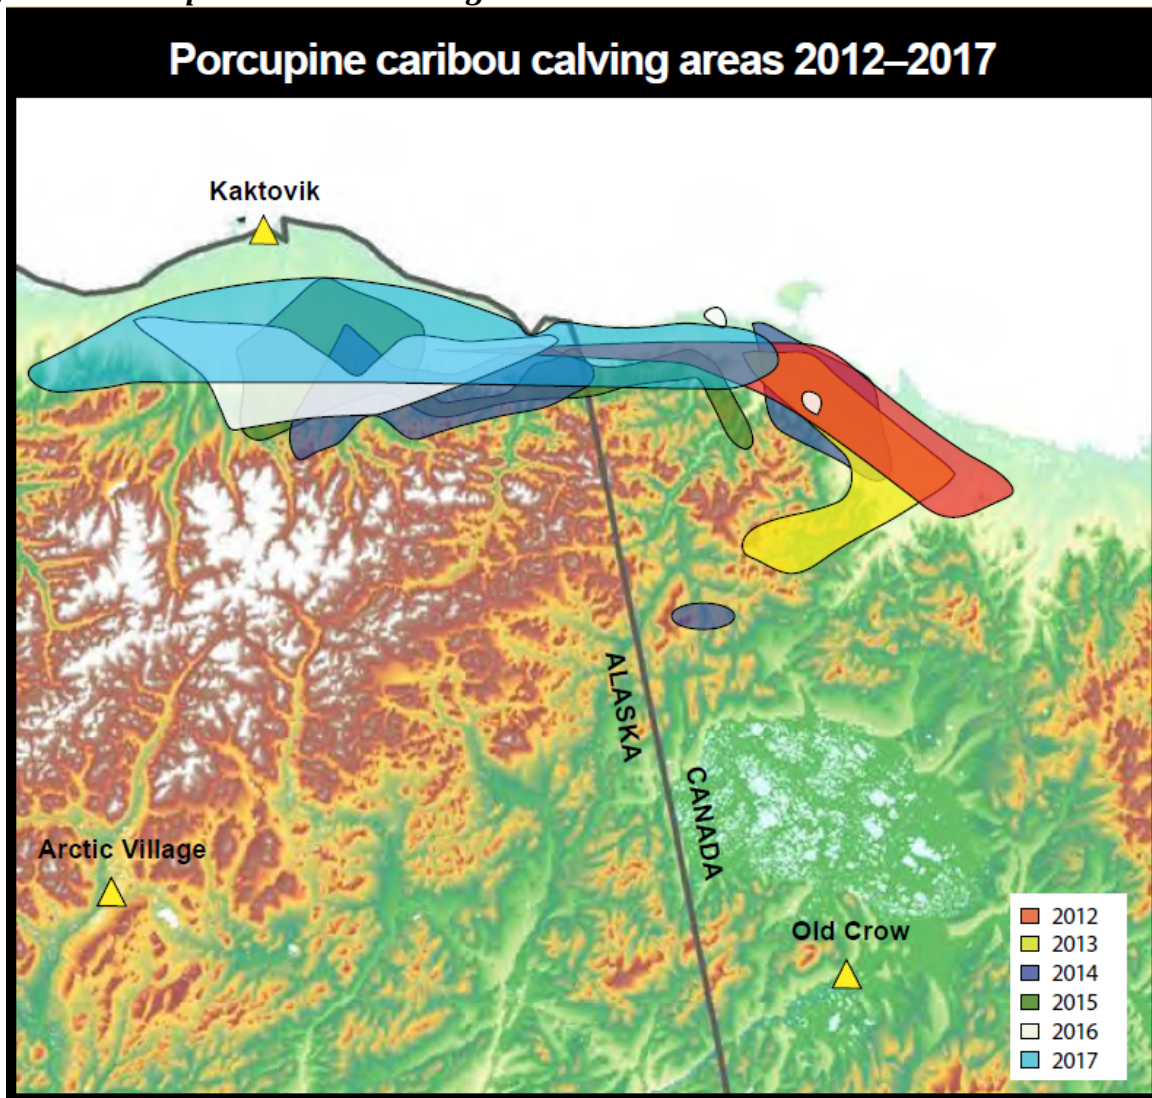 Porcupine caribou calving areas 2012–2017
Kaktovik
ALASKA
CANADA
Arctic Village
Old Crow
2012
2013
2014
2015
2016
2017